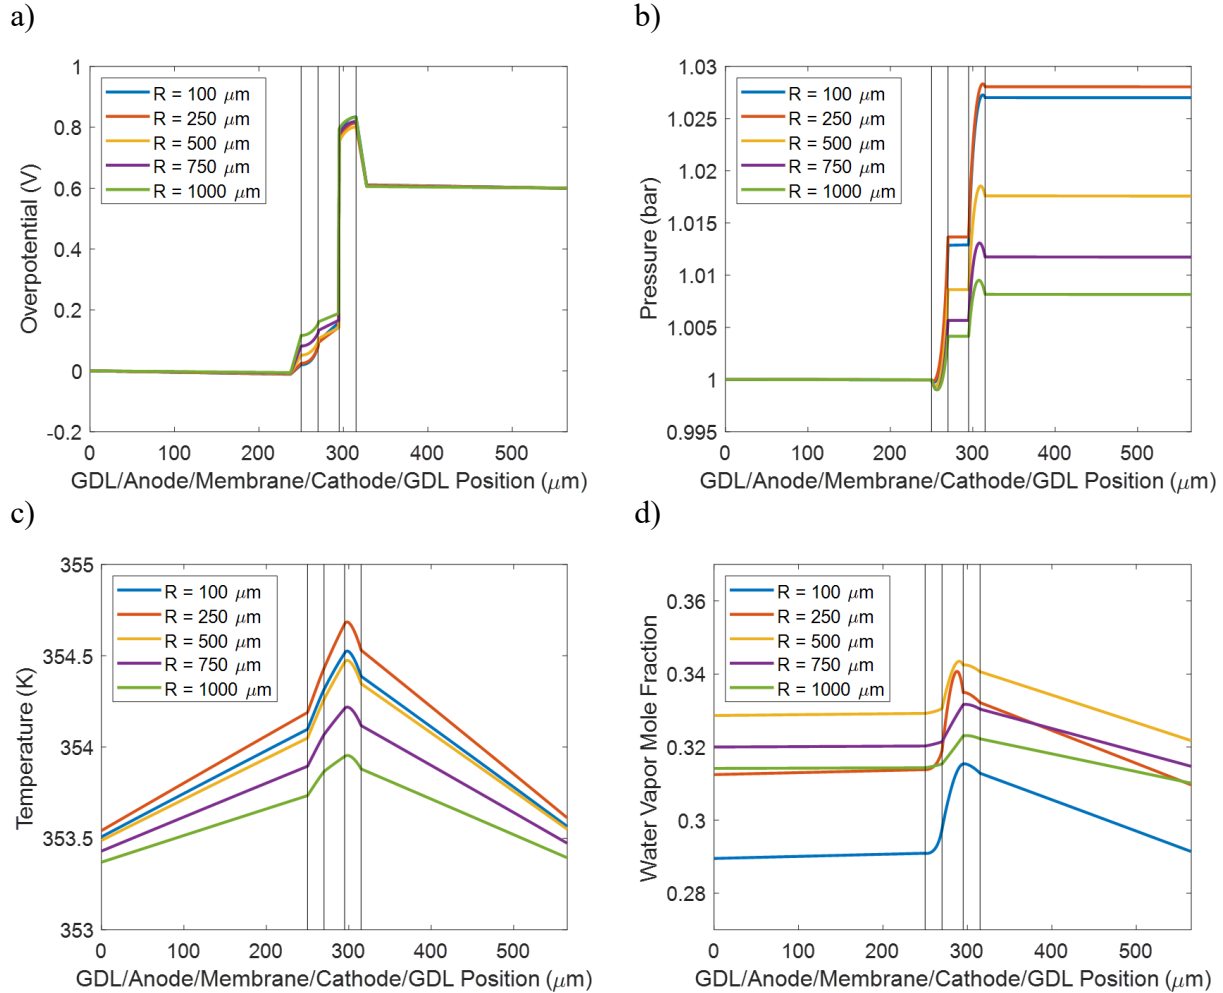 a)
1
0.8
0.6
0.4
0.2
0
-0.2
Overpotential (V)
R = 100 μm
R = 250 μm
R = 500 μm
R = 750 μm
R = 1000 μm
0 100 200 300 400 500
GDL/Anode/Membrane/Cathode/GDL Position (μm)
b)
1.03
1.025
1.02
1.015
1.01
1.005
1
0.995
Pressure (bar)
R = 100 μm
R = 250 μm
R = 500 μm
R = 750 μm
R = 1000 μm
0 100 200 300 400 500
GDL/Anode/Membrane/Cathode/GDL Position (μm)
c)
355
354.5
354
353.5
353
Temperature (K)
R = 100 μm
R = 250 μm
R = 500 μm
R = 750 μm
R = 1000 μm
0 100 200 300 400 500
GDL/Anode/Membrane/Cathode/GDL Position (μm)
d)
0.36
0.34
0.32
0.3
0.28
Water Vapor Mole Fraction
R = 100 μm
R = 250 μm
R = 500 μm
R = 750 μm
R = 1000 μm
0 100 200 300 400 500
GDL/Anode/Membrane/Cathode/GDL Position (μm)